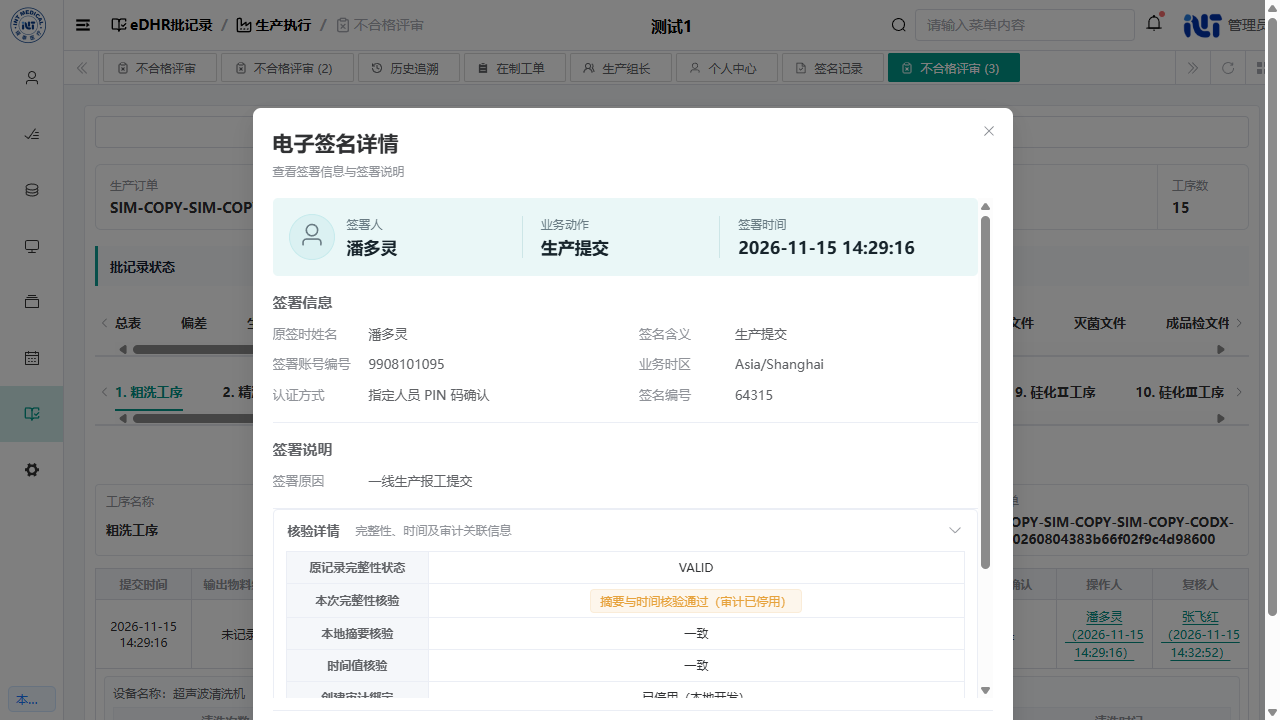 eDHR批记录 / 生产执行 / 不合格评审
测试1
请输入菜单内容
管理员
不合格评审
不合格评审 (2)
历史追溯
在制工单
生产组长
个人中心
签名记录
不合格评审 (3)
生产订单
SIM-COPY-SIM-COP
工序数
15
批记录状态
总表
偏差
文件
灭菌文件
成品检文件
1. 粗洗工序
2. 精
9. 硅化Ⅱ工序
10. 硅化Ⅲ工序
工序名称
粗洗工序
单
OPY-SIM-COPY-SIM-COPY-CODX-
0260804383b66f02f9c4d98600
提交时间
输出物料
确认
操作人
复核人
2026-11-15
14:29:16
未记录
潘多灵
(2026-11-15
14:29:16)
张飞红
(2026-11-15
14:32:52)
设备名称: 超声波清洗机
本...
电子签名详情
查看签署信息与签署说明
签署人
潘多灵
业务动作
生产提交
签署时间
2026-11-15 14:29:16
签署信息
原签时姓名 潘多灵
签名含义 生产提交
签署账号编号 9908101095
业务时区 Asia/Shanghai
认证方式 指定人员 PIN 码确认
签名编号 64315
签署说明
签署原因 一线生产报工提交
核验详情 完整性、时间及审计关联信息
原记录完整性状态 VALID
本次完整性核验 摘要与时间核验通过（审计已停用）
本地摘要核验 一致
时间值核验 一致
创建审计绑定 已停用（本地开发）